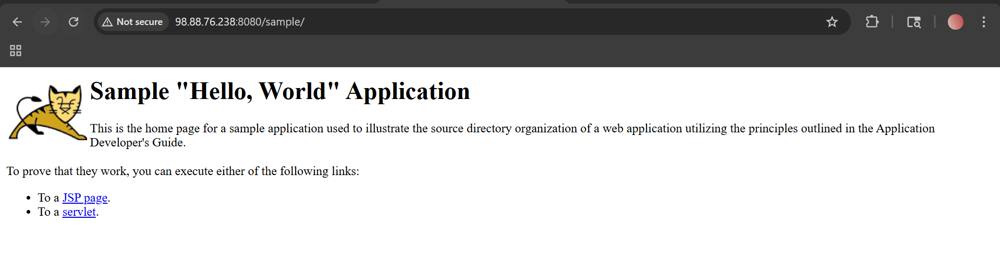 Not secure 98.88.76.238:8080/sample/
Sample "Hello, World" Application
This is the home page for a sample application used to illustrate the source directory organization of a web application utilizing the principles outlined in the Application
Developer's Guide.
To prove that they work, you can execute either of the following links:
• To a JSP page.
• To a servlet.